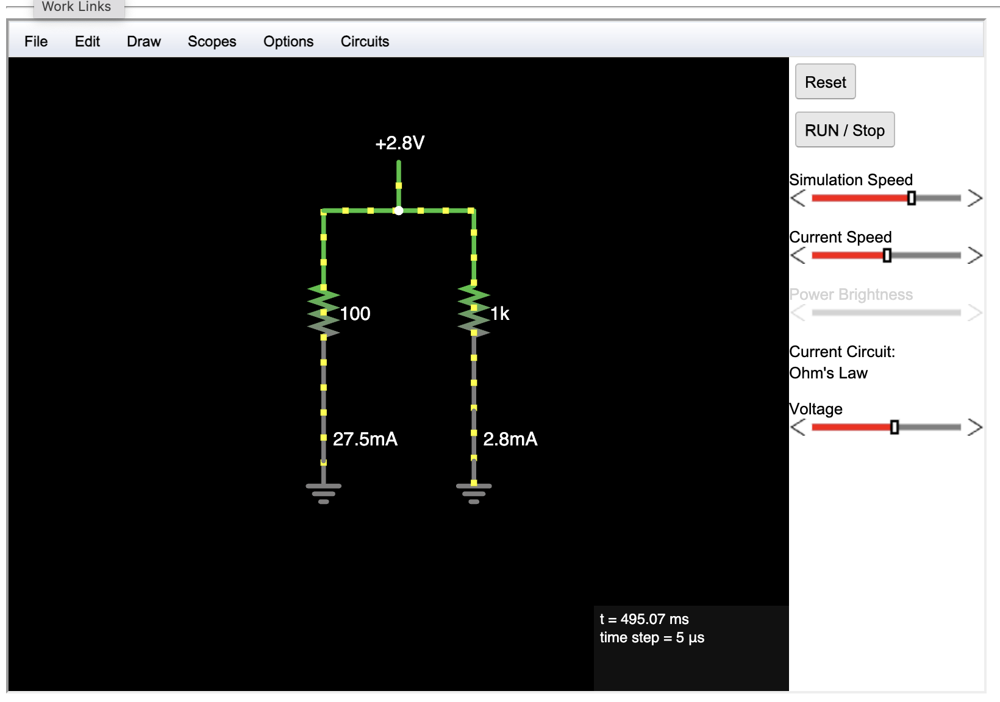 Work Links
File Edit Draw Scopes Options Circuits
Reset
RUN / Stop
Simulation Speed
Current Speed
Power Brightness
Current Circuit:
Ohm's Law
Voltage
+2.8V
100
1k
27.5mA
2.8mA
t = 495.07 ms
time step = 5 µs